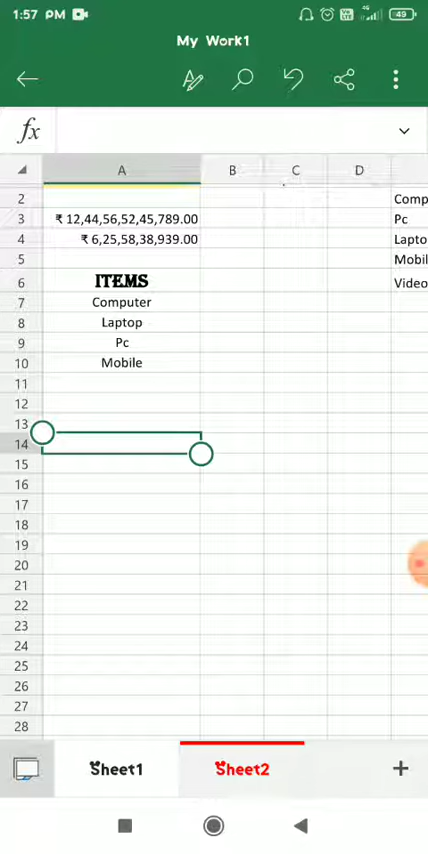 1:57 PM 49
My Work1
fx
A B C D
2 Comp
3 ₹ 12,44,56,52,45,789.00 Pc
4 ₹ 6,25,58,38,939.00 Lapto
5 Mobil
6 ITEMS Video
7 Computer
8 Laptop
9 Pc
10 Mobile
11
12
13
14
15
16
17
18
19
20
21
22
23
24
25
26
27
28
Sheet1 Sheet2 +